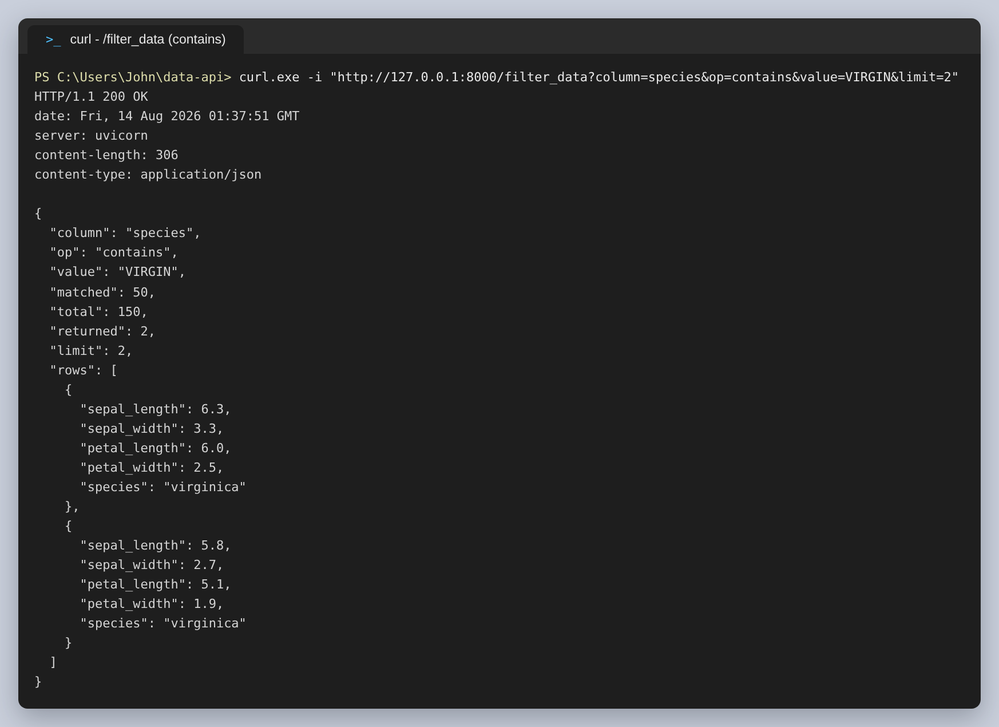 >_ curl - /filter_data (contains)
PS C:\Users\John\data-api> curl.exe -i "http://127.0.0.1:8000/filter_data?column=species&op=contains&value=VIRGIN&limit=2"
HTTP/1.1 200 OK
date: Fri, 14 Aug 2026 01:37:51 GMT
server: uvicorn
content-length: 306
content-type: application/json

{
  "column": "species",
  "op": "contains",
  "value": "VIRGIN",
  "matched": 50,
  "total": 150,
  "returned": 2,
  "limit": 2,
  "rows": [
    {
      "sepal_length": 6.3,
      "sepal_width": 3.3,
      "petal_length": 6.0,
      "petal_width": 2.5,
      "species": "virginica"
    },
    {
      "sepal_length": 5.8,
      "sepal_width": 2.7,
      "petal_length": 5.1,
      "petal_width": 1.9,
      "species": "virginica"
    }
  ]
}